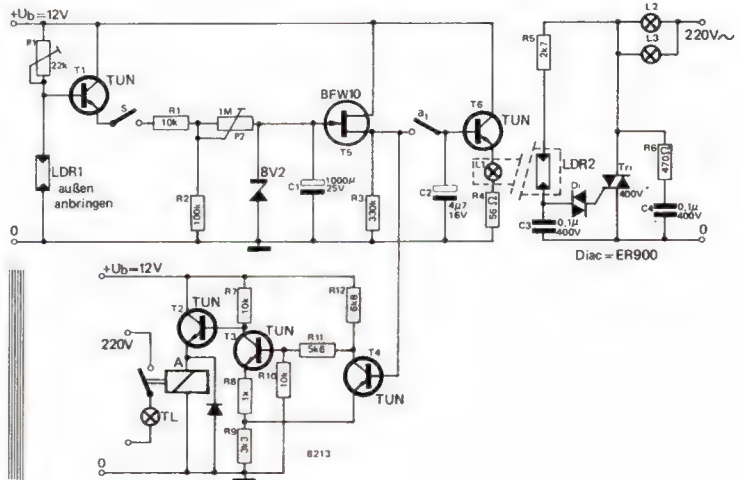 +Ub=12V
P1
22k
T1
TUN
S
R1
10k
1M
P2
BFW10
T5
a1
T6
TUN
L2
L3
220V~
R5
2k7
LDR1
außen
anbringen
R2
100k
8V2
C1
1000µ
25V
R3
330k
C2
4µ7
16V
L1
R4
56 Ω
LDR2
Di
Tri
400V
R6
470Ω
C3
0,1µ
400V
C4
0,1µ
400V
0
0
Diac = ER900
+Ub=12V
T2
TUN
R7
10k
TUN
T3
R12
6k8
R11
5k6
T4
TUN
220V
A
TL
R8
1k
R10
10k
R9
3k3
0
8213